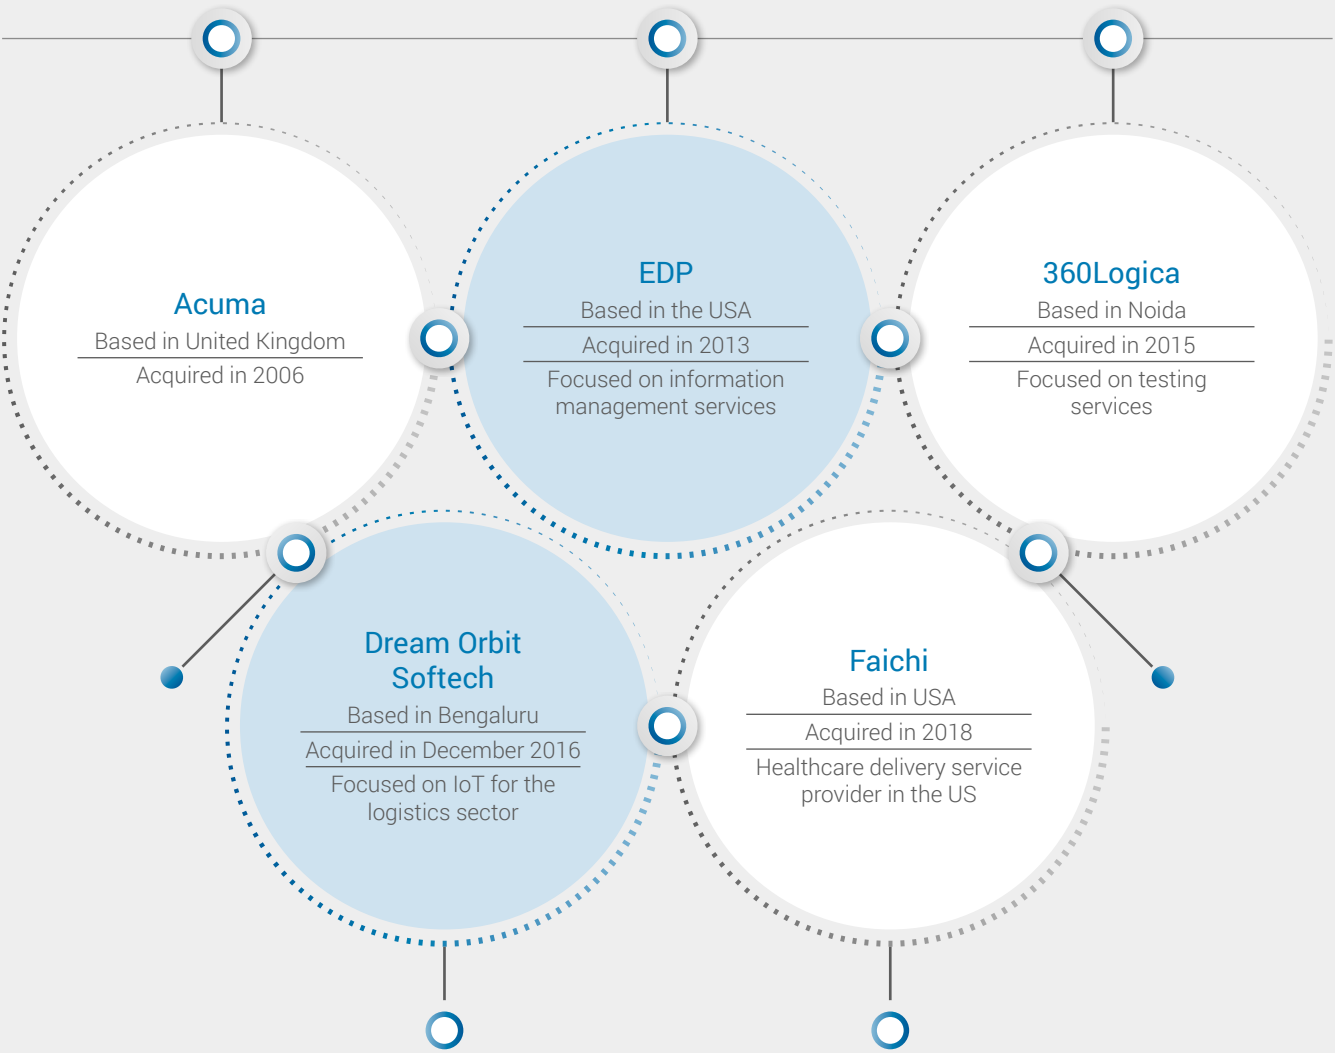 Acuma
Based in United Kingdom
Acquired in 2006
EDP
Based in the USA
Acquired in 2013
Focused on information
management services
360Logica
Based in Noida
Acquired in 2015
Focused on testing
services
Dream Orbit
Softech
Based in Bengaluru
Acquired in December 2016
Focused on IoT for the
logistics sector
Faichi
Based in USA
Acquired in 2018
Healthcare delivery service
provider in the US